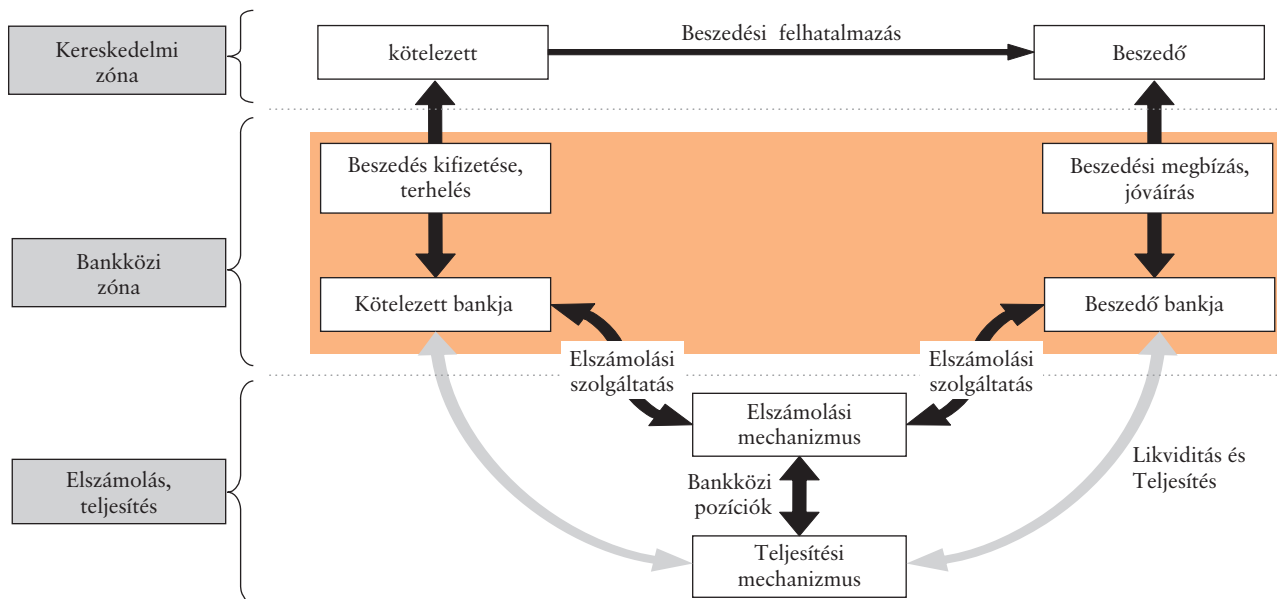 Kereskedelmi
zóna
kötelezett
Beszedési felhatalmazás
Beszedő
Bankközi
zóna
Beszedés kifizetése,
terhelés
Beszedési megbízás,
jóváírás
Kötelezett bankja
Beszedő bankja
Elszámolási
szolgáltatás
Elszámolási
szolgáltatás
Elszámolás,
teljesítés
Elszámolási
mechanizmus
Bankközi
pozíciók
Likviditás és
Teljesítés
Teljesítési
mechanizmus